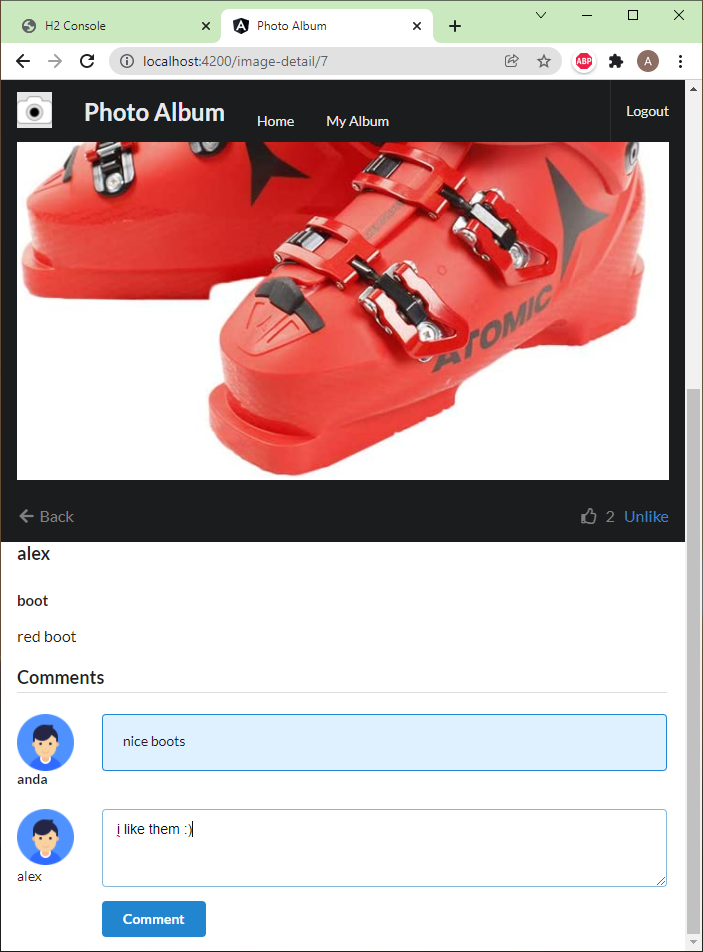 H2 Console
Photo Album
localhost:4200/image-detail/7
ABP
A
Photo Album
Home
My Album
Logout
ATOMIC
Back
2
Unlike
alex
boot
red boot
Comments
nice boots
anda
i like them :)
alex
Comment